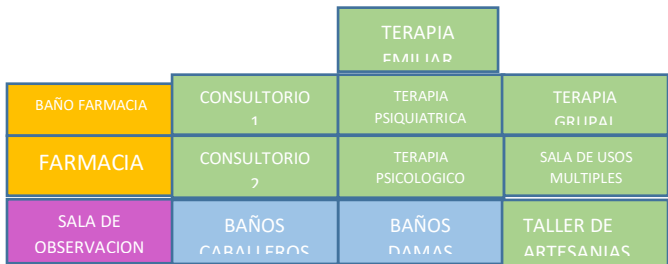 TERAPIA
FMILIAR
BAÑO FARMACIA
CONSULTORIO
1
TERAPIA
PSIQUIATRICA
TERAPIA
GRUPAL
FARMACIA
CONSULTORIO
2
TERAPIA
PSICOLOGICO
SALA DE USOS
MULTIPLES
SALA DE
OBSERVACION
BAÑOS
CABALLEROS
BAÑOS
DAMAS
TALLER DE
ARTESANIAS